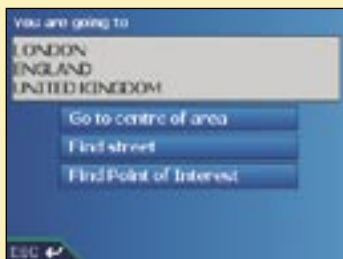 You are going to
LONDON
ENGLAND
UNITED KINGDOM
Go to centre of area
Find street
Find Point of Interest
ESC